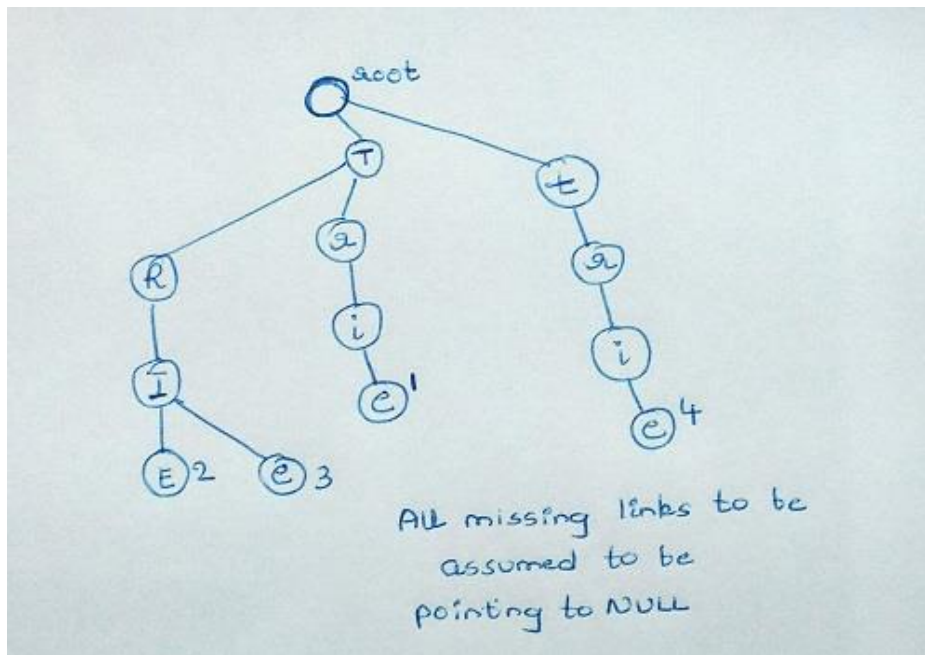 root
T
t
r
r
R
i
i
I
e 1
e 4
E 2
e 3
All missing links to be
assumed to be
pointing to NULL